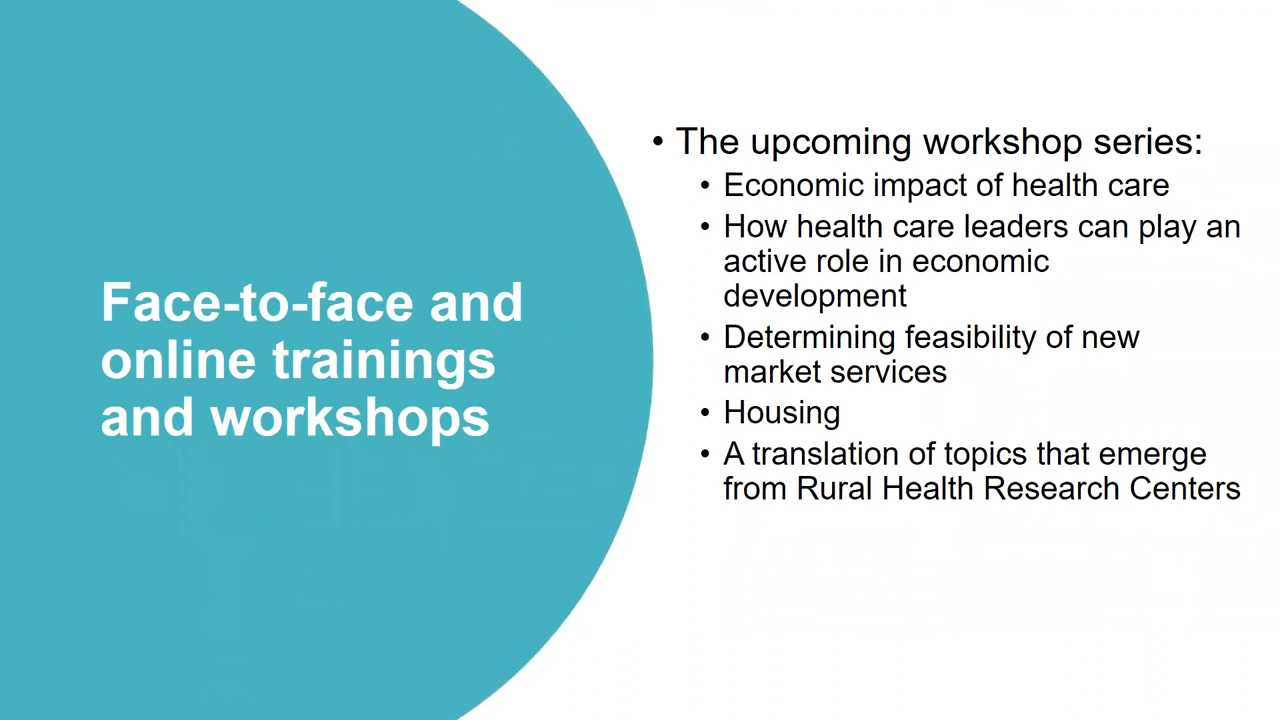 Face-to-face and
online trainings
and workshops
• The upcoming workshop series:
• Economic impact of health care
• How health care leaders can play an
active role in economic
development
• Determining feasibility of new
market services
• Housing
• A translation of topics that emerge
from Rural Health Research Centers